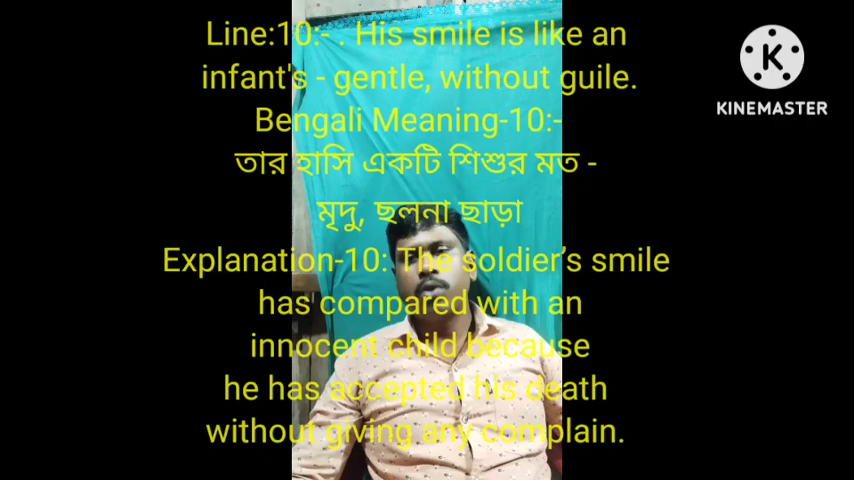 Line:10:- . His smile is like an
infant's - gentle, without guile.
Bengali Meaning-10:-
তার হাসি একটি শিশুর মত -
মৃদু, ছলনা ছাড়া
Explanation-10: The soldier’s smile
has compared with an
innocent child because
he has accepted his death
without giving any complain.
K
KINEMASTER